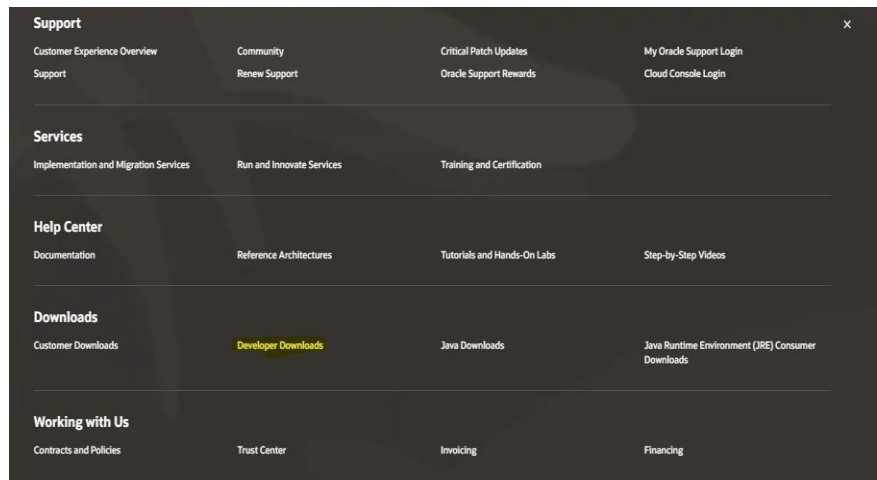 Support
X
Customer Experience Overview
Community
Critical Patch Updates
My Oracle Support Login
Support
Renew Support
Oracle Support Rewards
Cloud Console Login
Services
Implementation and Migration Services
Run and Innovate Services
Training and Certification
Help Center
Documentation
Reference Architectures
Tutorials and Hands-On Labs
Step-by-Step Videos
Downloads
Customer Downloads
Developer Downloads
Java Downloads
Java Runtime Environment (JRE) Consumer
Downloads
Working with Us
Contracts and Policies
Trust Center
Invoicing
Financing